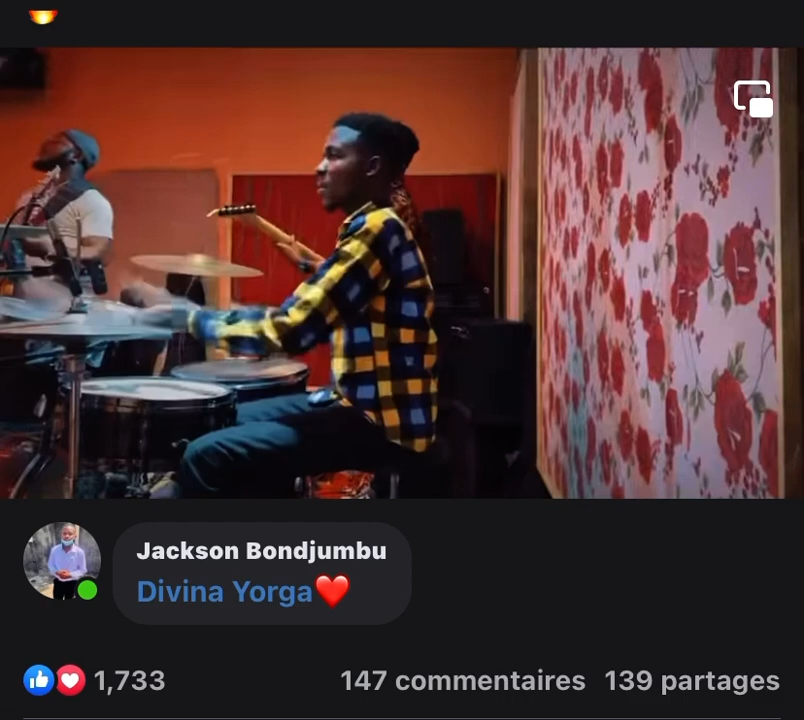 Jackson Bondjumbu
Divina Yorga❤️
1,733 147 commentaires 139 partages